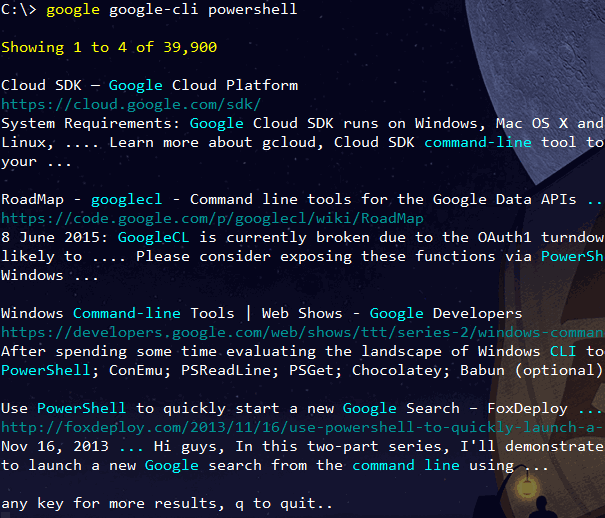 C:\> google google-cli powershell
Showing 1 to 4 of 39,900
Cloud SDK — Google Cloud Platform
https://cloud.google.com/sdk/
System Requirements: Google Cloud SDK runs on Windows, Mac OS X and
Linux, .... Learn more about gcloud, Cloud SDK command-line tool to
your ...
RoadMap - googlecl - Command line tools for the Google Data APIs ...
https://code.google.com/p/googlecl/wiki/RoadMap
8 June 2015: GoogleCL is currently broken due to the OAuth1 turndow
likely to .... Please consider exposing these functions via PowerSh
Windows ...
Windows Command-line Tools | Web Shows - Google Developers
https://developers.google.com/web/shows/ttt/series-2/windows-comman
After spending some time evaluating the landscape of Windows CLI to
PowerShell; ConEmu; PSReadLine; PSGet; Chocolatey; Babun (optional)
Use PowerShell to quickly start a new Google Search – FoxDeploy ...
http://foxdeploy.com/2013/11/16/use-powershell-to-quickly-launch-a-
Nov 16, 2013 ... Hi guys, In this two-part series, I'll demonstrate
to launch a new Google search from the command line using ...
any key for more results, q to quit..